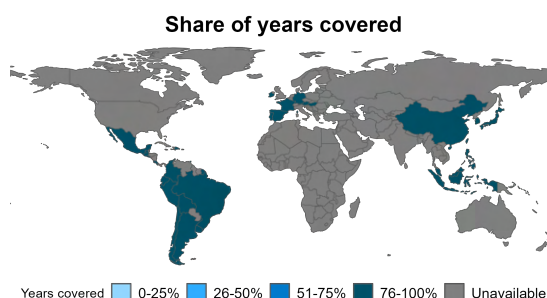 Share of years covered
Years covered 0-25% 26-50% 51-75% 76-100% Unavailable